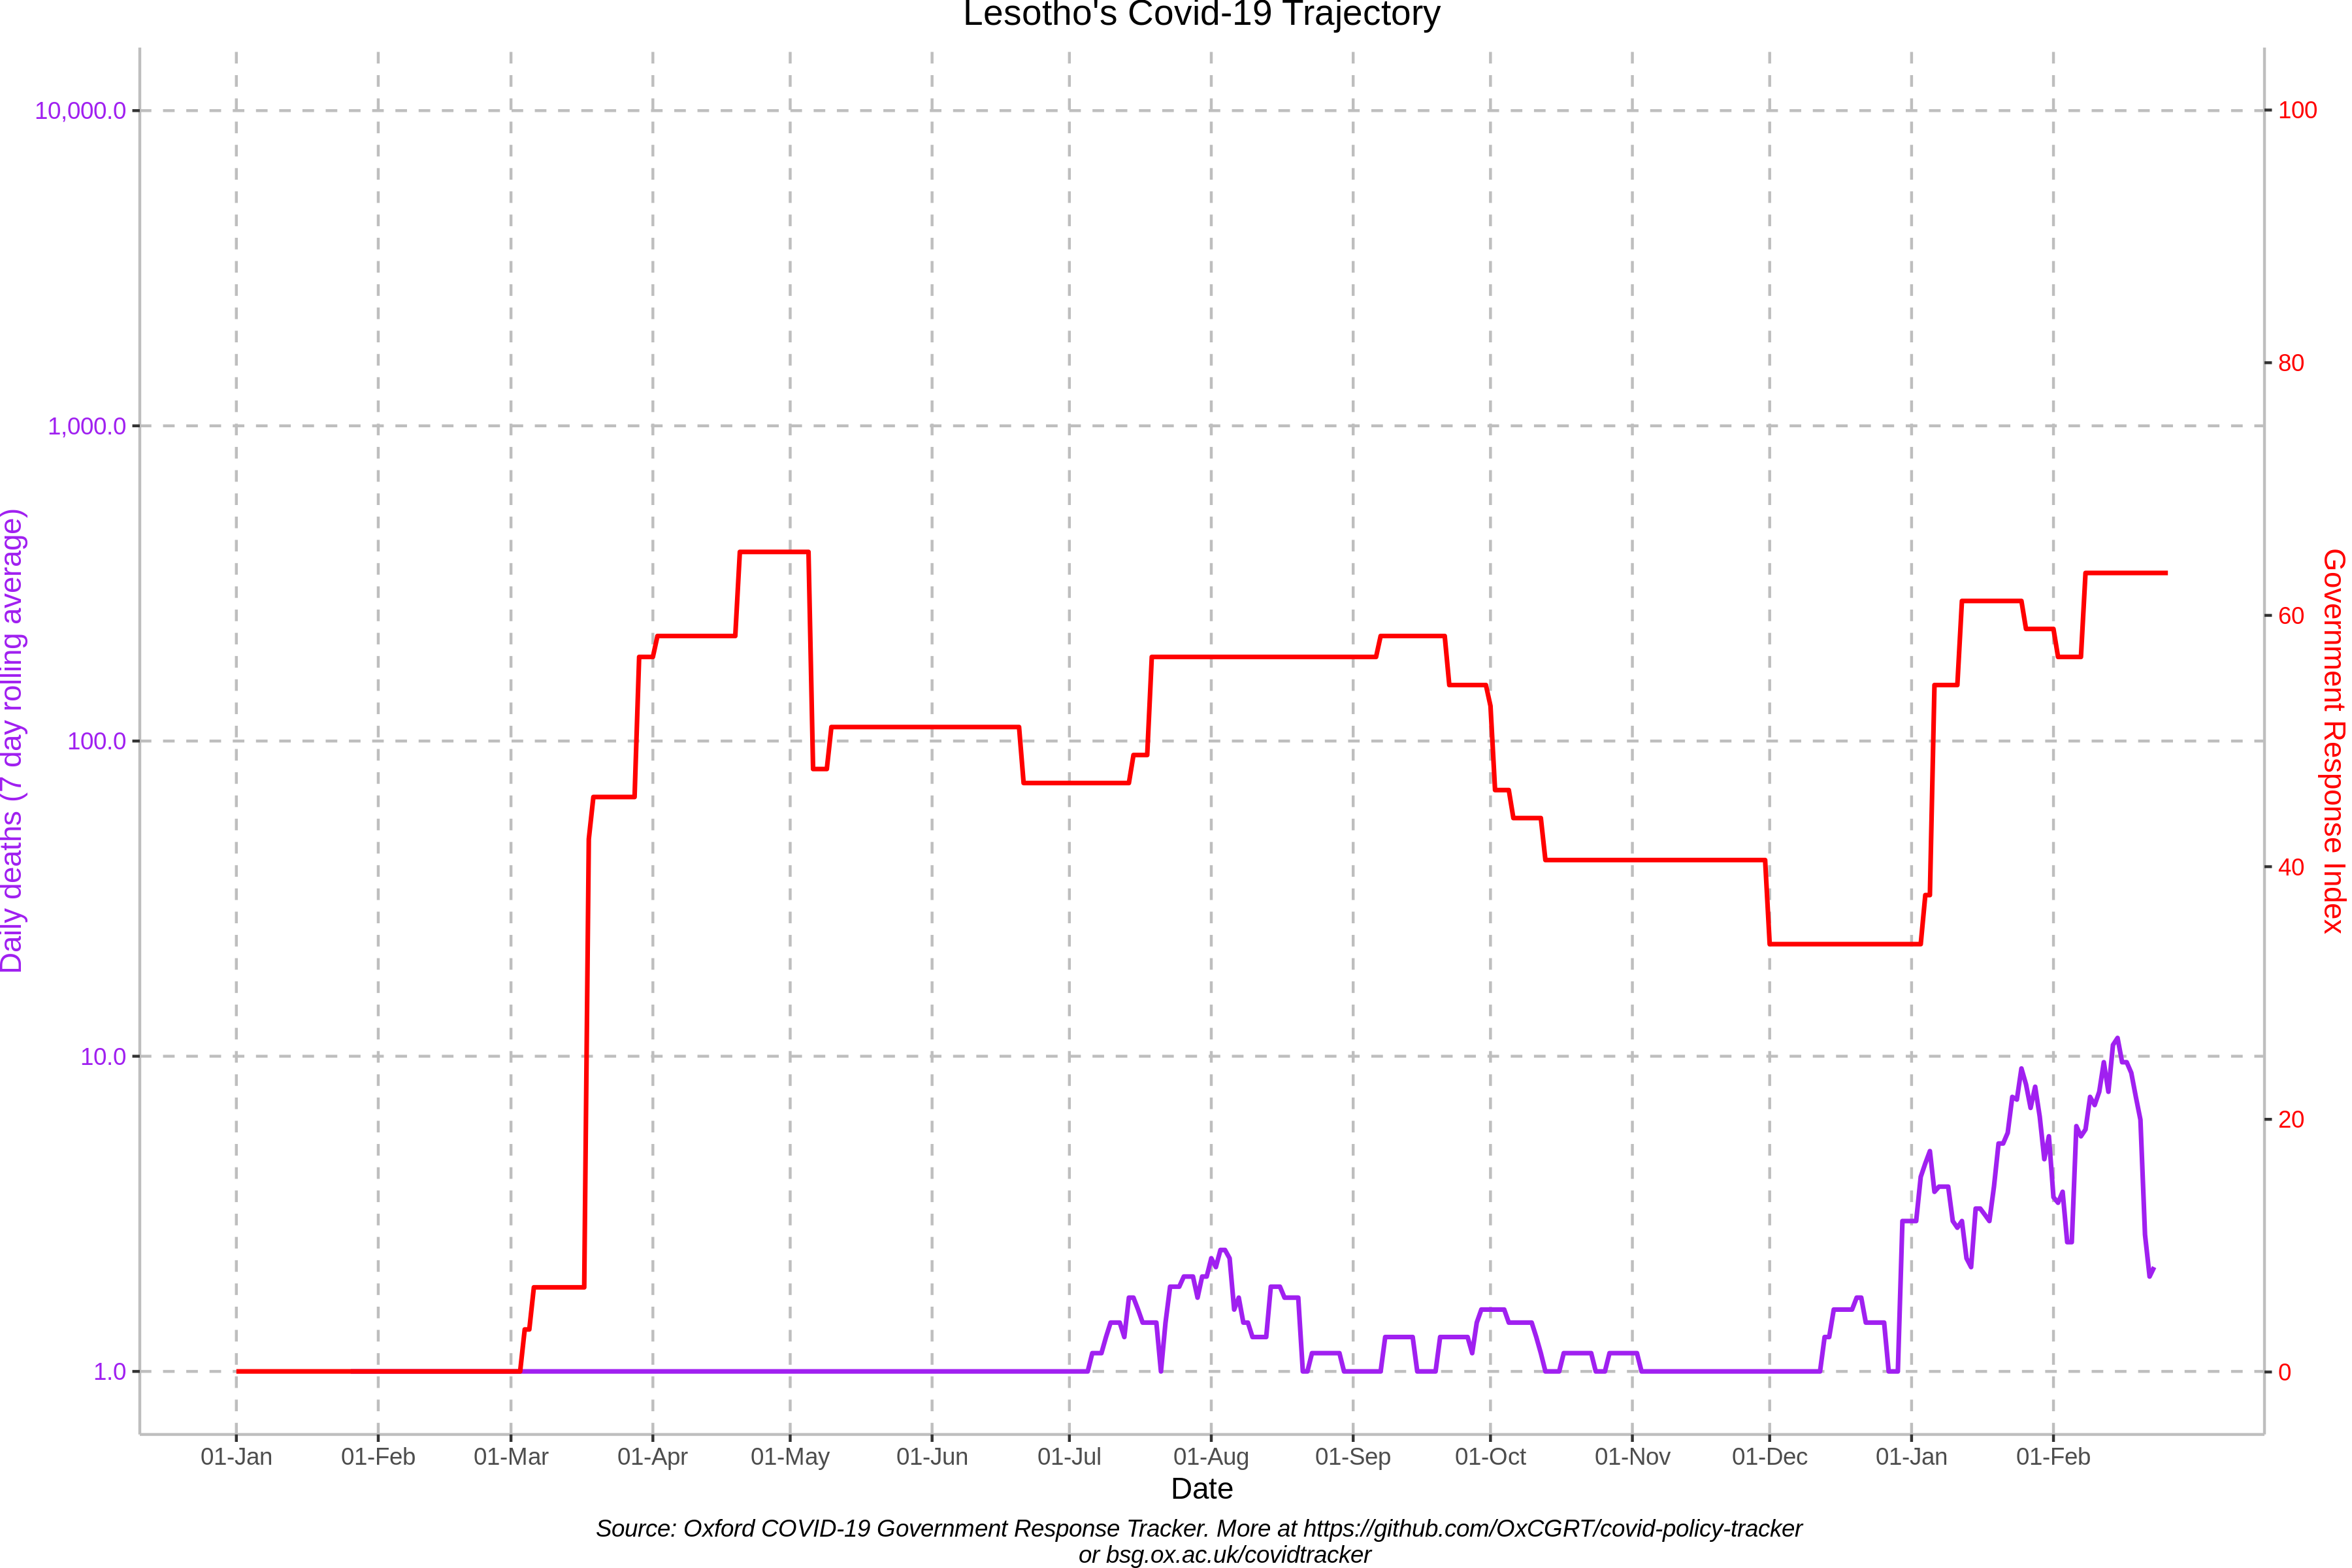 Lesotho's Covid-19 Trajectory
10,000.0
1,000.0
100.0
10.0
1.0
Daily deaths (7 day rolling average)
100
80
60
40
20
0
Government Response Index
01-Jan 01-Feb 01-Mar 01-Apr 01-May 01-Jun 01-Jul 01-Aug 01-Sep 01-Oct 01-Nov 01-Dec 01-Jan 01-Feb
Date
Source: Oxford COVID-19 Government Response Tracker. More at https://github.com/OxCGRT/covid-policy-tracker
or bsg.ox.ac.uk/covidtracker